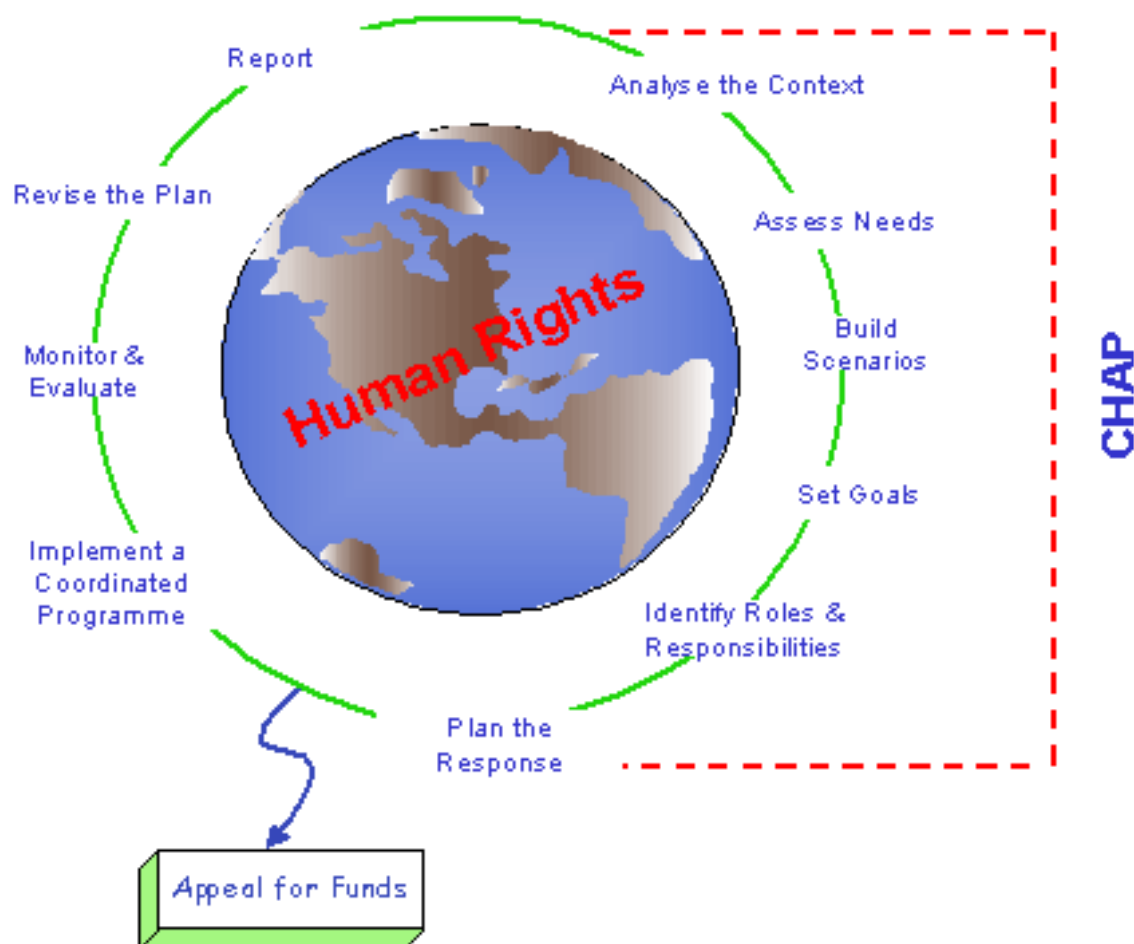 Report
Analyse the Context
Assess Needs
Build
Scenarios
Set Goals
Identify Roles &
Responsibilities
Plan the
Response
Implement a
Coordinated
Programme
Monitor &
Evaluate
Revise the Plan
Human Rights
CHAP
Appeal for Funds